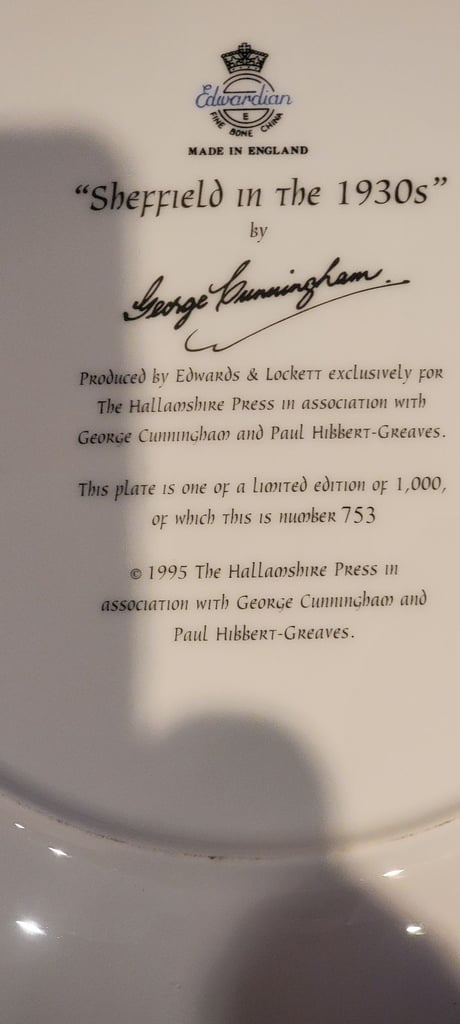 Edwardian
E
FINE BONE CHINA
MADE IN ENGLAND
“Sheffield in the 1930s”
by
George Cunningham.
Produced by Edwards & Lockett exclusively for
The Hallamshire Press in association with
George Cunningham and Paul Hibbert-Greaves.
This plate is one of a limited edition of 1,000,
of which this is number 753
© 1995 The Hallamshire Press in
association with George Cunningham and
Paul Hibbert-Greaves.